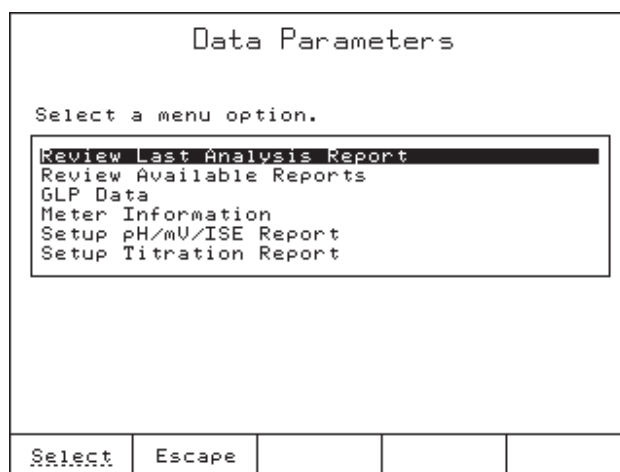 Data Parameters
Select a menu option.
Review Last Analysis Report
Review Available Reports
GLP Data
Meter Information
Setup pH/mV/ISE Report
Setup Titration Report
Select Escape